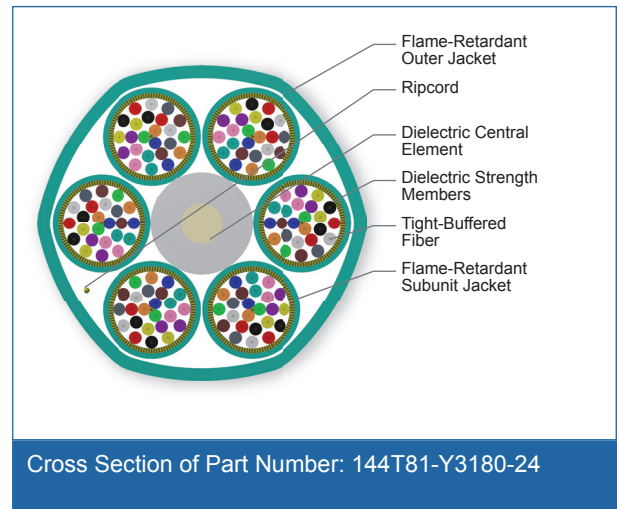 Flame-Retardant
Outer Jacket
Ripcord
Dielectric Central
Element
Dielectric Strength
Members
Tight-Buffered
Fiber
Flame-Retardant
Subunit Jacket
Cross Section of Part Number: 144T81-Y3180-24